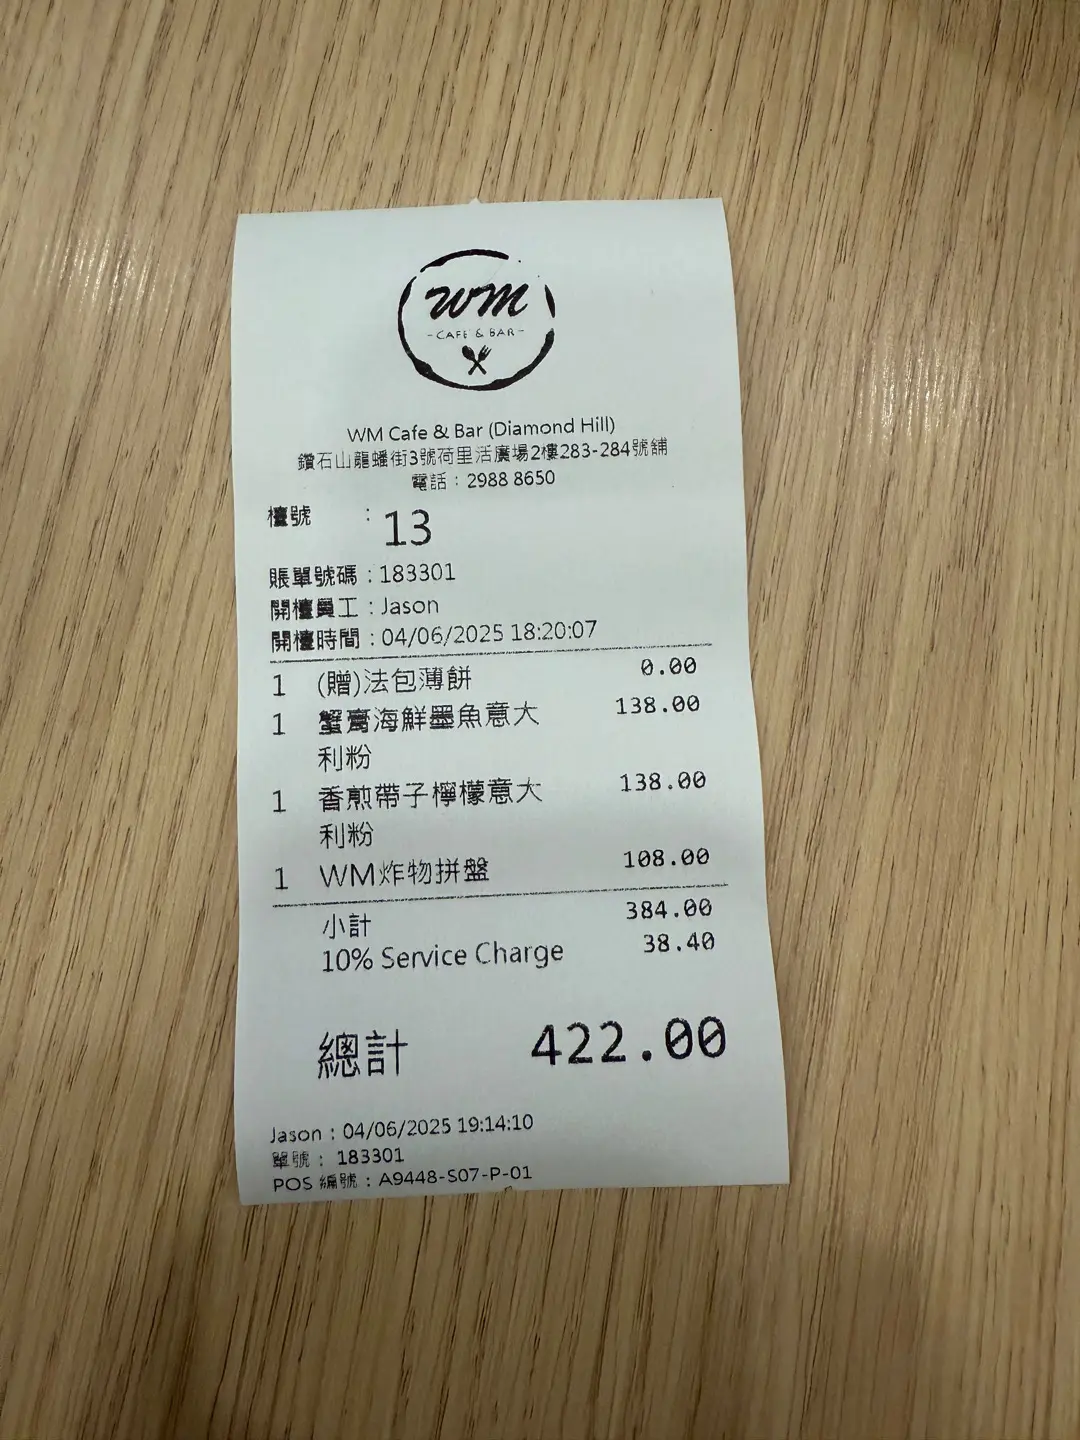 wm
- CAFE & BAR -
WM Cafe & Bar (Diamond Hill)
鑽石山龍蟠街3號荷里活廣場2樓283-284號舖
電話：2988 8650
檯號 : 13
賬單號碼 : 183301
開檯員工 : Jason
開檯時間 : 04/06/2025 18:20:07
1 (贈)法包薄餅 0.00
1 蟹膏海鮮墨魚意大 138.00
利粉
1 香煎帶子檸檬意大 138.00
利粉
1 WM炸物拼盤 108.00
小計 384.00
10% Service Charge 38.40
總計 422.00
Jason : 04/06/2025 19:14:10
單號 : 183301
POS 編號 : A9448-S07-P-01